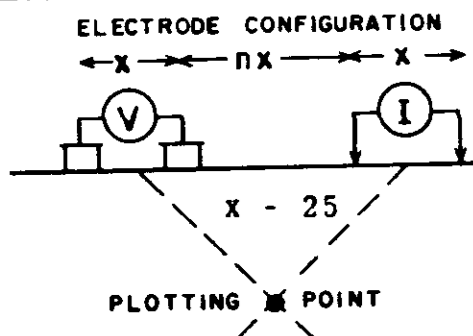 ELECTRODE CONFIGURATION
x nx x
V I
x - 25
PLOTTING POINT